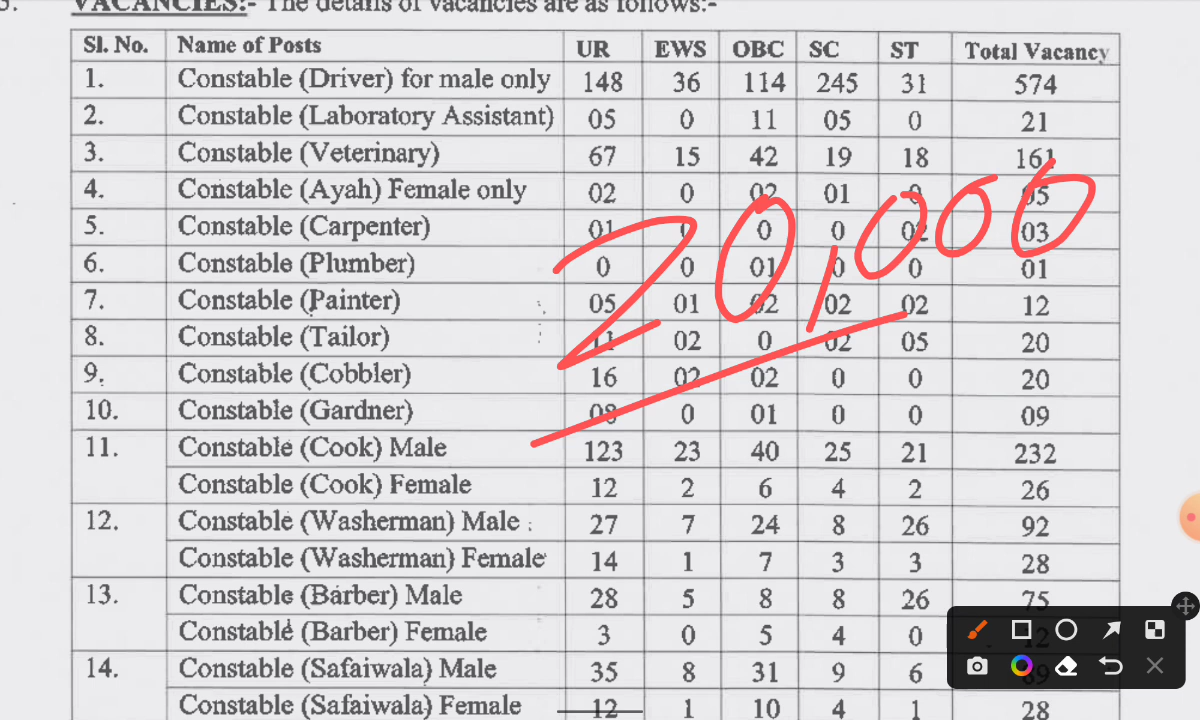 VACANCIES:- The details of vacancies are as follows:-
Sl. No. Name of Posts UR EWS OBC SC ST Total Vacancy
1. Constable (Driver) for male only 148 36 114 245 31 574
2. Constable (Laboratory Assistant) 05 0 11 05 0 21
3. Constable (Veterinary) 67 15 42 19 18 161
4. Constable (Ayah) Female only 02 0 02 01 0 05
5. Constable (Carpenter) 01 0 0 0 02 03
6. Constable (Plumber) 0 0 01 0 0 01
7. Constable (Painter) 05 01 02 02 02 12
8. Constable (Tailor) 11 02 0 02 05 20
9. Constable (Cobbler) 16 02 02 0 0 20
10. Constable (Gardner) 08 0 01 0 0 09
11. Constable (Cook) Male 123 23 40 25 21 232
Constable (Cook) Female 12 2 6 4 2 26
12. Constable (Washerman) Male 27 7 24 8 26 92
Constable (Washerman) Female 14 1 7 3 3 28
13. Constable (Barber) Male 28 5 8 8 26 75
Constable (Barber) Female 3 0 5 4 0 12
14. Constable (Safaiwala) Male 35 8 31 9 6 89
Constable (Safaiwala) Female 12 1 10 4 1 28
20,000